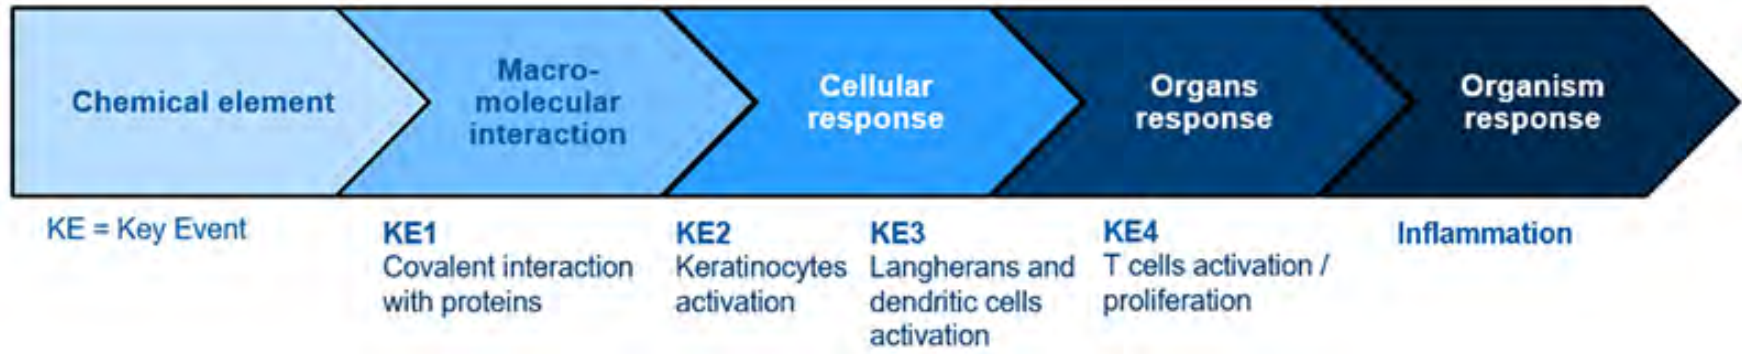 Chemical element
Macro-
molecular
interaction
Cellular
response
Organs
response
Organism
response
KE = Key Event
KE1
Covalent interaction
with proteins
KE2
Keratinocytes
activation
KE3
Langherans and
dendritic cells
activation
KE4
T cells activation /
proliferation
Inflammation